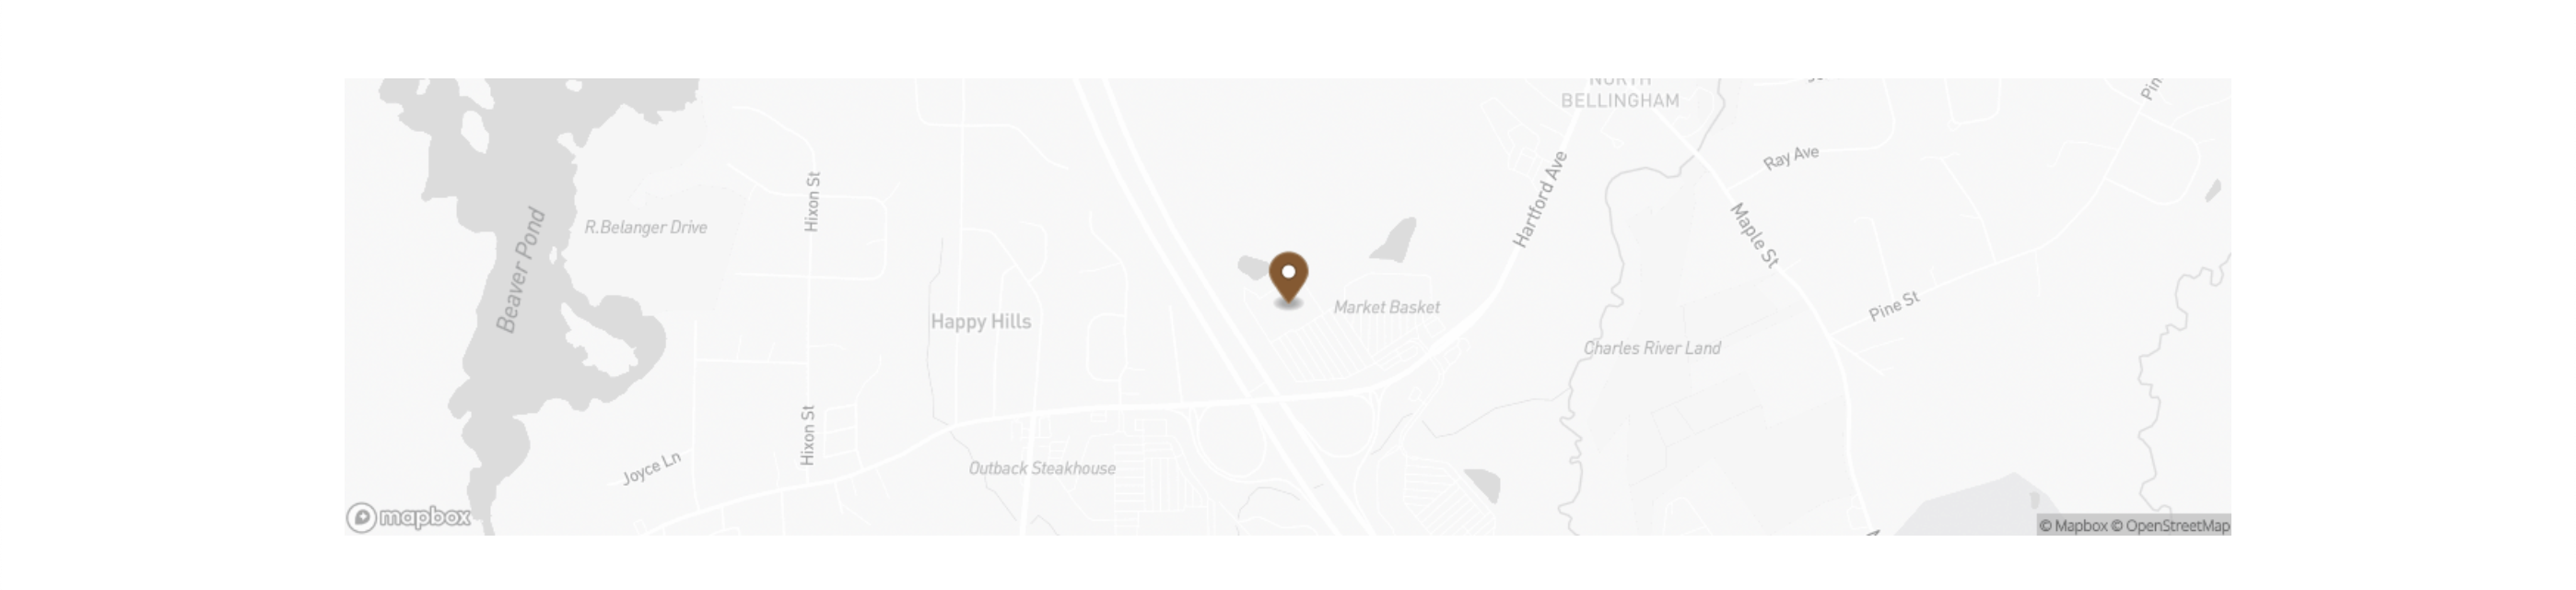 NORTH
BELLINGHAM
Pin
Ray Ave
Hixon St
Hartford Ave
R.Belanger Drive
Maple St
Beaver Pond
Market Basket
Pine St
Happy Hills
Charles River Land
Hixon St
Joyce Ln
Outback Steakhouse
mapbox
© Mapbox © OpenStreetMap